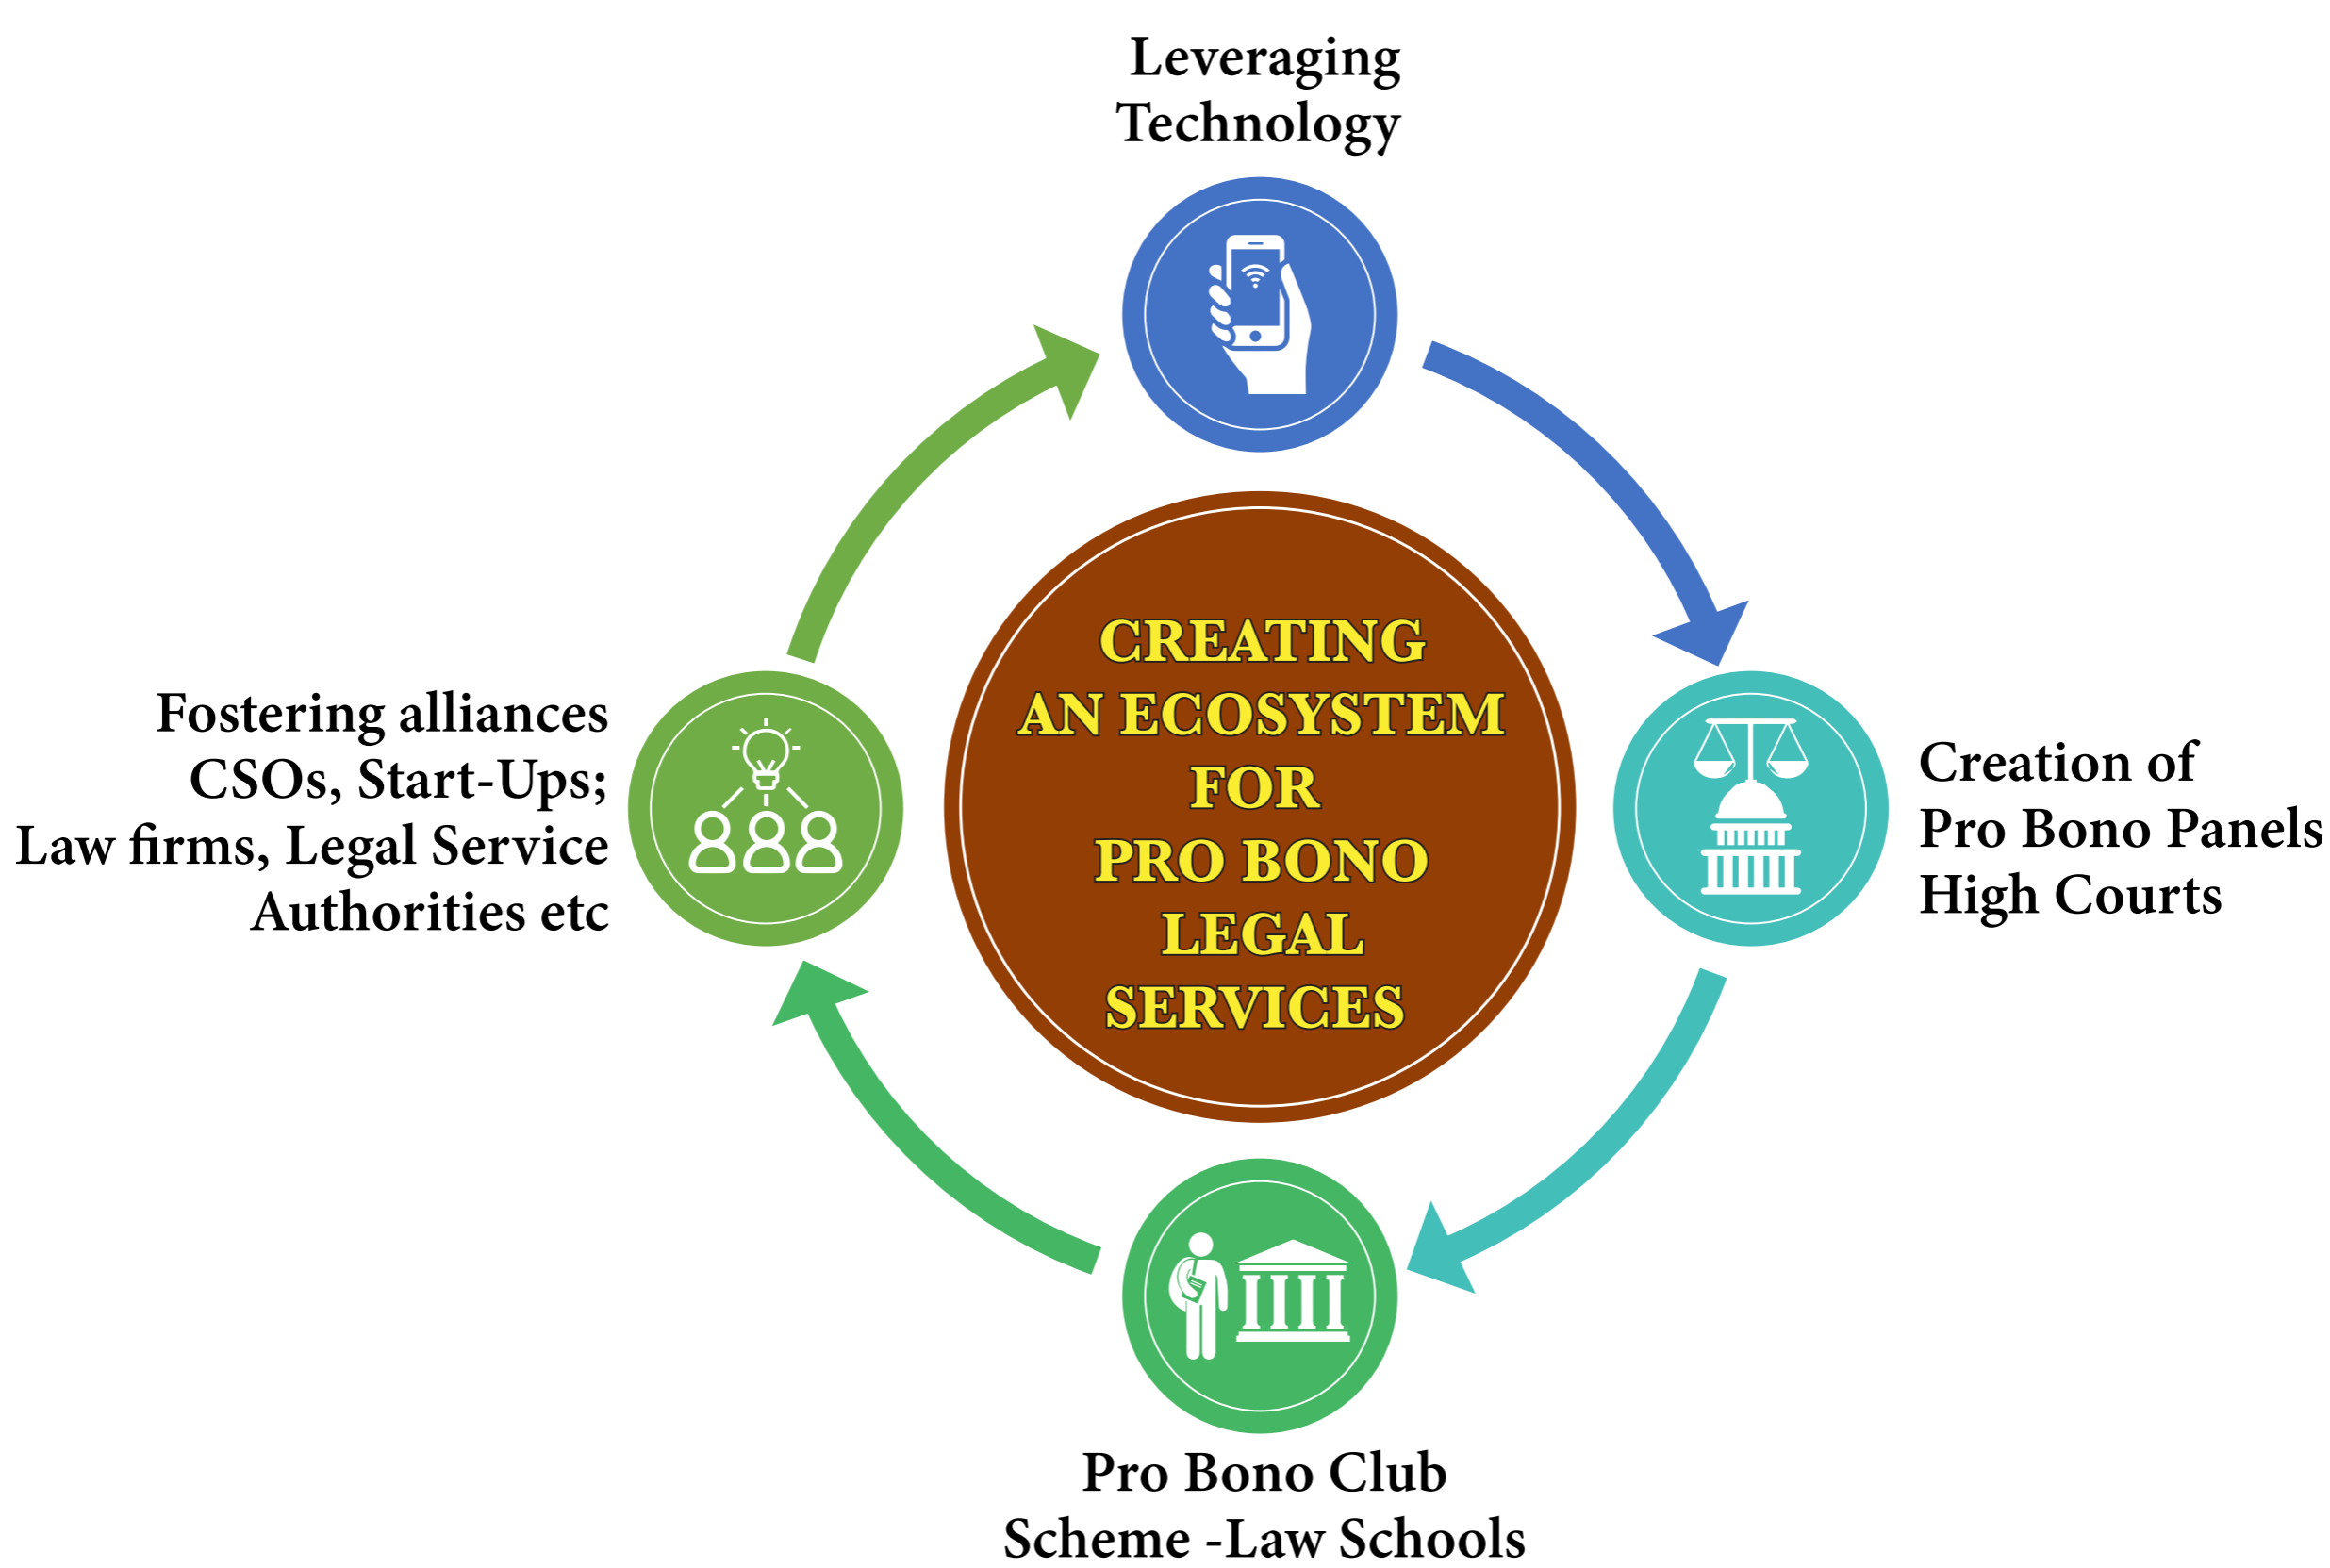 Leveraging
Technology
CREATING
AN ECOSYSTEM
FOR
PRO BONO
LEGAL
SERVICES
Fostering alliances
CSOs, Start-Ups;
Law firms, Legal Service
Authorities etc
Creation of
Pro Bono Panels
High Courts
Pro Bono Club
Scheme -Law Schools